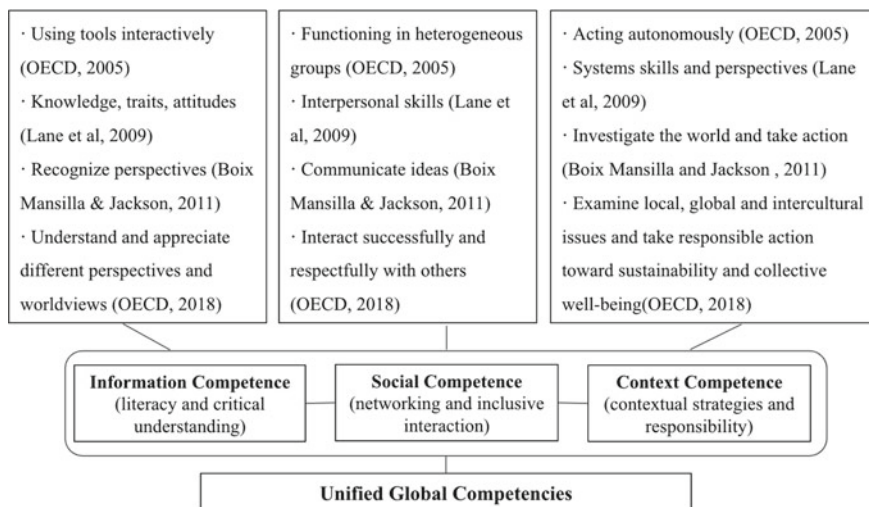 · Using tools interactively
(OECD, 2005)
· Knowledge, traits, attitudes
(Lane et al, 2009)
· Recognize perspectives (Boix
Mansilla & Jackson, 2011)
· Understand and appreciate
different perspectives and
worldviews (OECD, 2018)
· Functioning in heterogeneous
groups (OECD, 2005)
· Interpersonal skills (Lane et
al, 2009)
· Communicate ideas (Boix
Mansilla & Jackson, 2011)
· Interact successfully and
respectfully with others
(OECD, 2018)
· Acting autonomously (OECD, 2005)
· Systems skills and perspectives (Lane
et al, 2009)
· Investigate the world and take action
(Boix Mansilla and Jackson , 2011)
· Examine local, global and intercultural
issues and take responsible action
toward sustainability and collective
well-being(OECD, 2018)
Information Competence
(literacy and critical
understanding)
Social Competence
(networking and inclusive
interaction)
Context Competence
(contextual strategies and
responsibility)
Unified Global Competencies